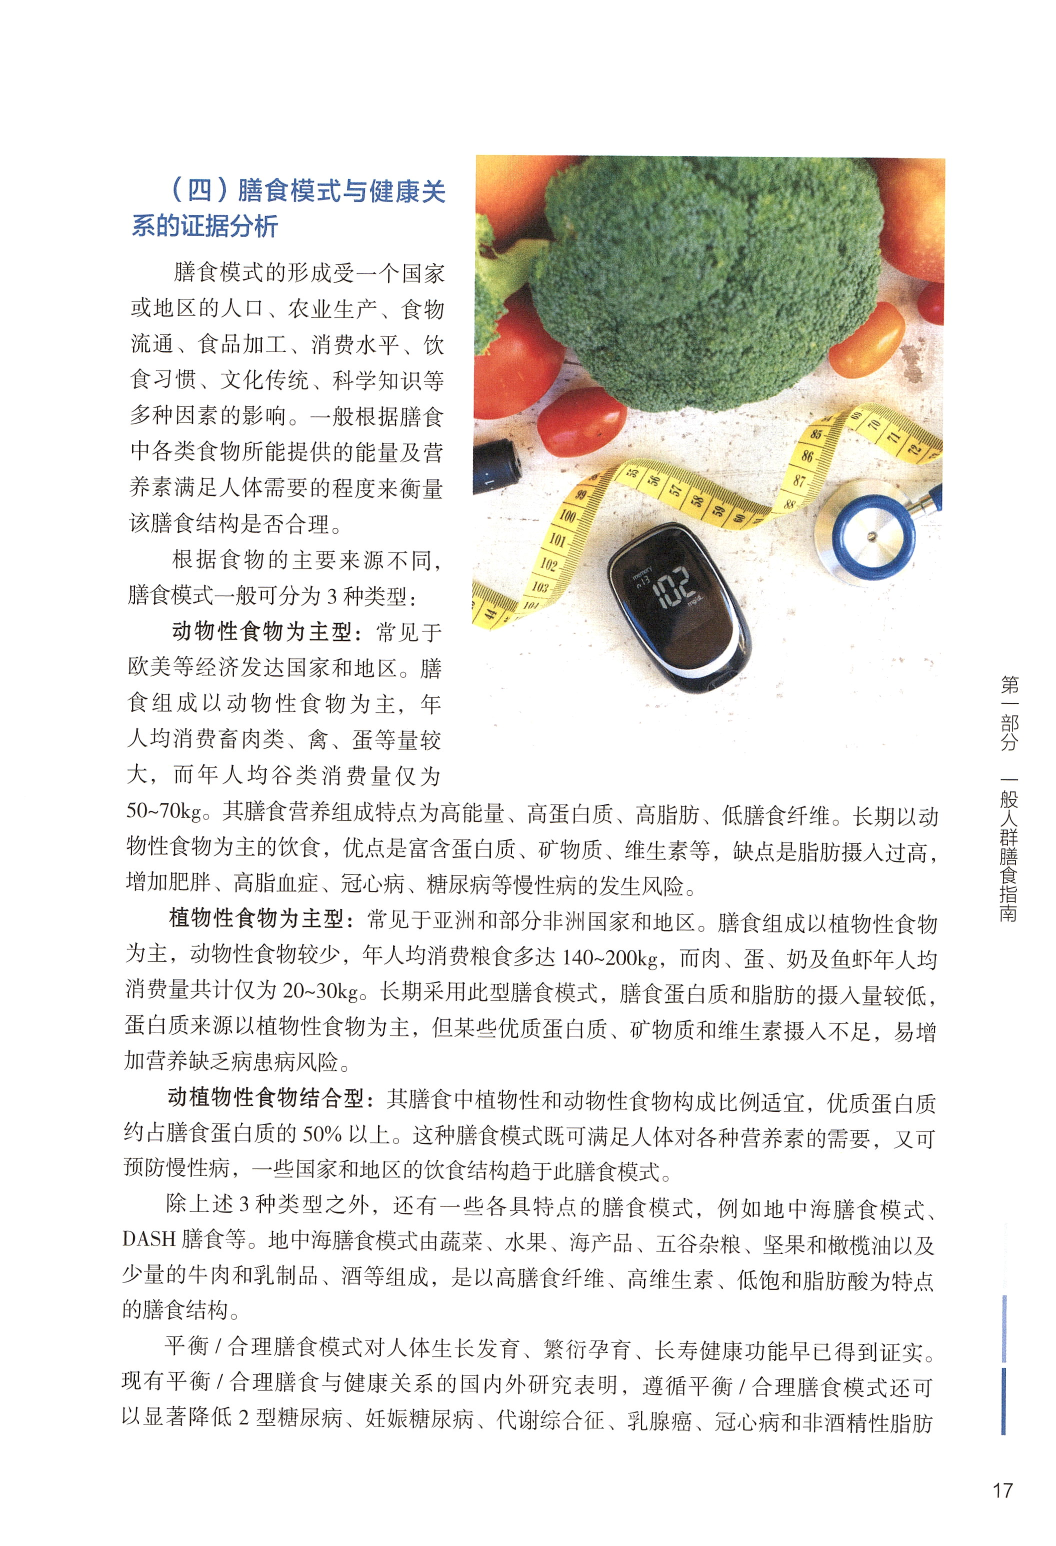 （四）膳食模式与健康关
系的证据分析
膳食模式的形成受一个国家
或地区的人口、农业生产、食物
流通、食品加工、消费水平、饮
食习惯、文化传统、科学知识等
多种因素的影响。一般根据膳食
中各类食物所能提供的能量及营
养素满足人体需要的程度来衡量
该膳食结构是否合理。
根据食物的主要来源不同，
膳食模式一般可分为 3 种类型：
动物性食物为主型：常见于
欧美等经济发达国家和地区。膳
食组成以动物性食物为主，年
人均消费畜肉类、禽、蛋等量较
大，而年人均谷类消费量仅为
50~70kg。其膳食营养组成特点为高能量、高蛋白质、高脂肪、低膳食纤维。长期以动
物性食物为主的饮食，优点是富含蛋白质、矿物质、维生素等，缺点是脂肪摄入过高，
增加肥胖、高脂血症、冠心病、糖尿病等慢性病的发生风险。
植物性食物为主型：常见于亚洲和部分非洲国家和地区。膳食组成以植物性食物
为主，动物性食物较少，年人均消费粮食多达 140~200kg，而肉、蛋、奶及鱼虾年人均
消费量共计仅为 20~30kg。长期采用此型膳食模式，膳食蛋白质和脂肪的摄入量较低，
蛋白质来源以植物性食物为主，但某些优质蛋白质、矿物质和维生素摄入不足，易增
加营养缺乏病患病风险。
动植物性食物结合型：其膳食中植物性和动物性食物构成比例适宜，优质蛋白质
约占膳食蛋白质的 50% 以上。这种膳食模式既可满足人体对各种营养素的需要，又可
预防慢性病，一些国家和地区的饮食结构趋于此膳食模式。
除上述 3 种类型之外，还有一些各具特点的膳食模式，例如地中海膳食模式、
DASH 膳食等。地中海膳食模式由蔬菜、水果、海产品、五谷杂粮、坚果和橄榄油以及
少量的牛肉和乳制品、酒等组成，是以高膳食纤维、高维生素、低饱和脂肪酸为特点
的膳食结构。
平衡 / 合理膳食模式对人体生长发育、繁衍孕育、长寿健康功能早已得到证实。
现有平衡 / 合理膳食与健康关系的国内外研究表明，遵循平衡 / 合理膳食模式还可
以显著降低 2 型糖尿病、妊娠糖尿病、代谢综合征、乳腺癌、冠心病和非酒精性脂肪
99
100
101
102
103
104
44
55
56
57
58
59
60
85
86
87
88
69
70
71
72
memory
n 13
102
mg/dL
第一部分 一般人群膳食指南
17